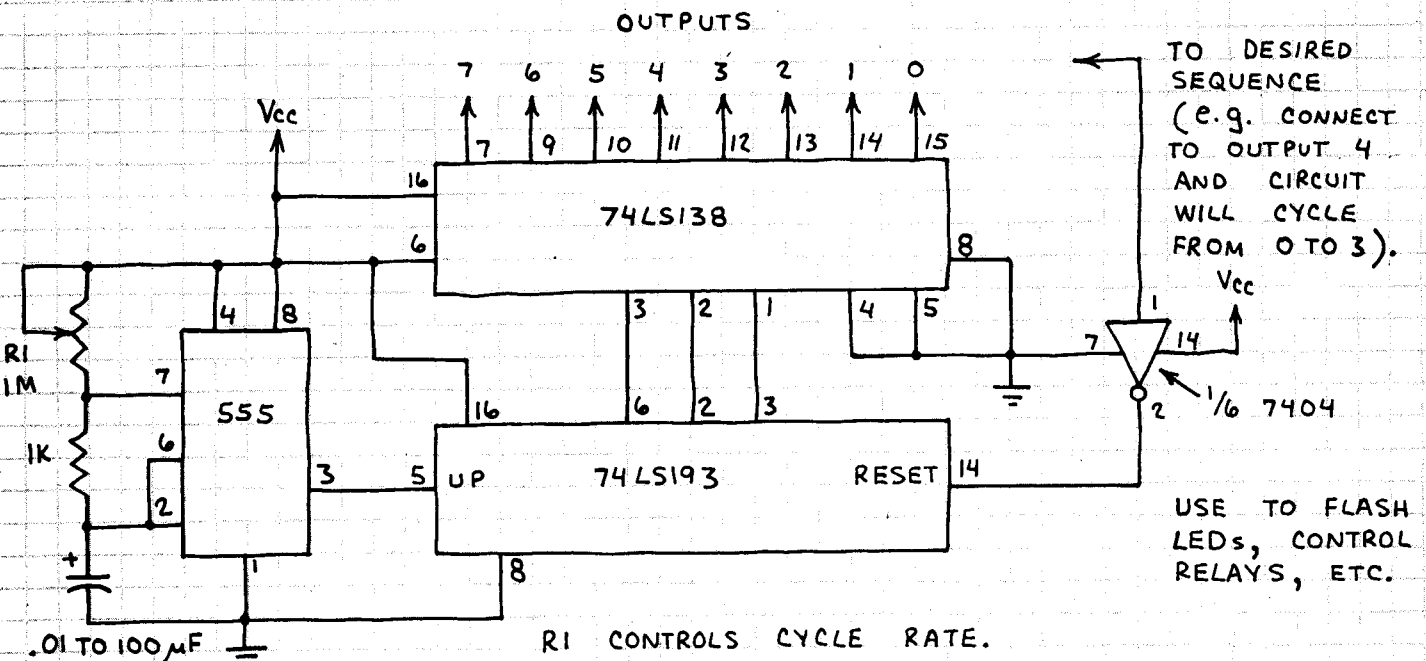 OUTPUTS
7 6 5 4 3 2 1 0
7 9 10 11 12 13 14 15
Vcc
16
74LS138
6
8
3 2 1 4 5
TO DESIRED
SEQUENCE
(e.g. CONNECT
TO OUTPUT 4
AND CIRCUIT
WILL CYCLE
FROM 0 TO 3).
Vcc
1
7
14
1/6 7404
2
R1
1M
1K
4 8
7
555
6
2
3
1
+
.01 TO 100 µF
16
6 2 3
5
UP
74LS193
RESET
14
8
USE TO FLASH
LEDs, CONTROL
RELAYS, ETC.
R1 CONTROLS CYCLE RATE.